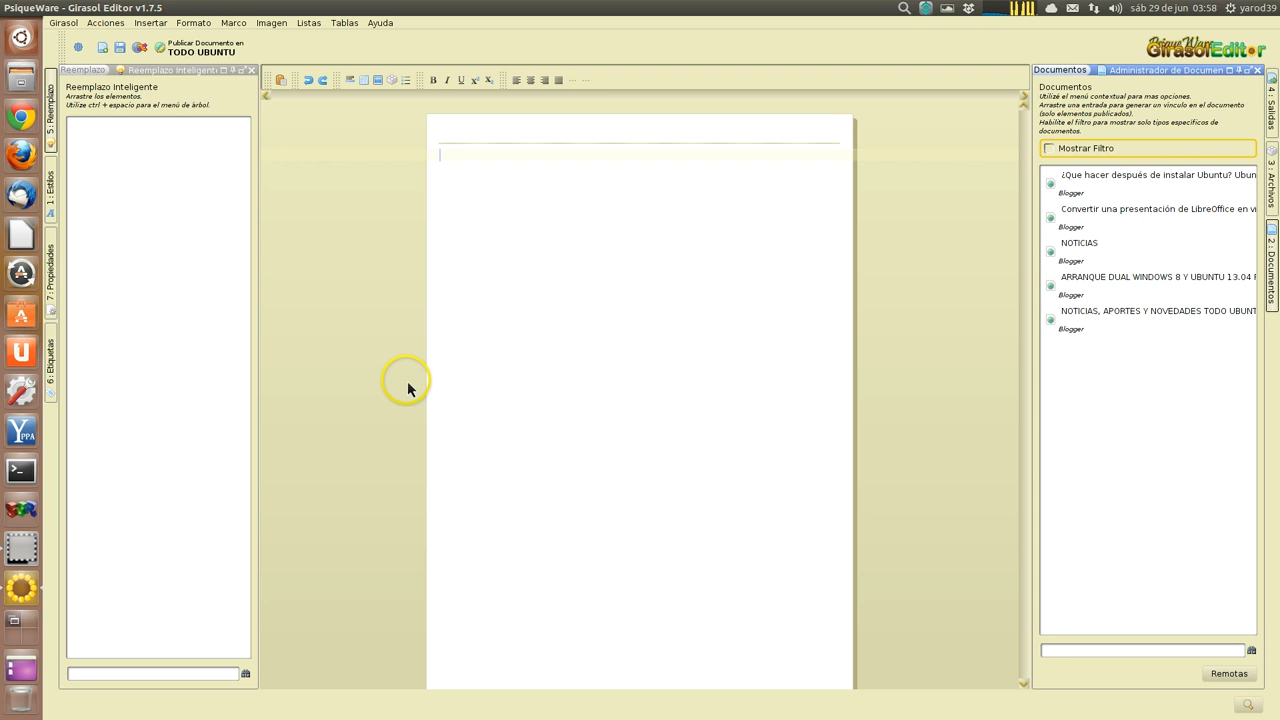 PsiqueWare - Girasol Editor v1.7.5
sáb 29 de jun 03:58
yarod39
Girasol
Acciones
Insertar
Formato
Marco
Imagen
Listas
Tablas
Ayuda
Publicar Documento en
TODO UBUNTU
PsiqueWare
GirasolEditor
Reemplazo
Reemplazo Inteligent
Reemplazo Inteligente
Arrastre los elementos.
Utilize ctrl + espacio para el menú de árbol.
5 : Reemplazo
1 : Estilos
7 : Propiedades
6 : Etiquetas
B
I
U
Documentos
Administrador de Documen
Documentos
Utilizé el menú contextual para mas opciones.
Arrastre una entrada para generar un vinculo en el documento
(solo elementos publicados).
Habilite el filtro para mostrar solo tipos específicos de
documentos.
Mostrar Filtro
¿Que hacer después de instalar Ubuntu? Ubun
Blogger
Convertir una presentación de LibreOffice en vi
Blogger
NOTICIAS
Blogger
ARRANQUE DUAL WINDOWS 8 Y UBUNTU 13.04 P
Blogger
NOTICIAS, APORTES Y NOVEDADES TODO UBUNT
Blogger
Remotas
4 : Salidas
3 : Archivos
2 : Documentos